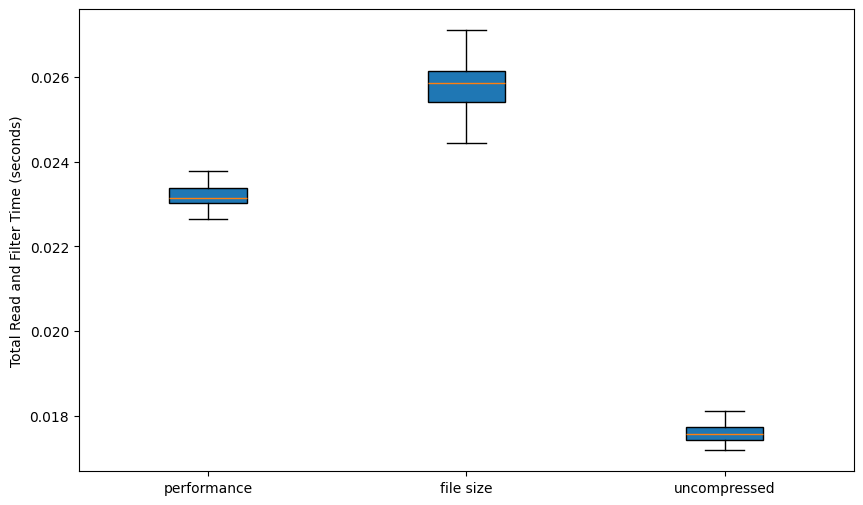 Total Read and Filter Time (seconds)
0.026
0.024
0.022
0.020
0.018
performance
file size
uncompressed